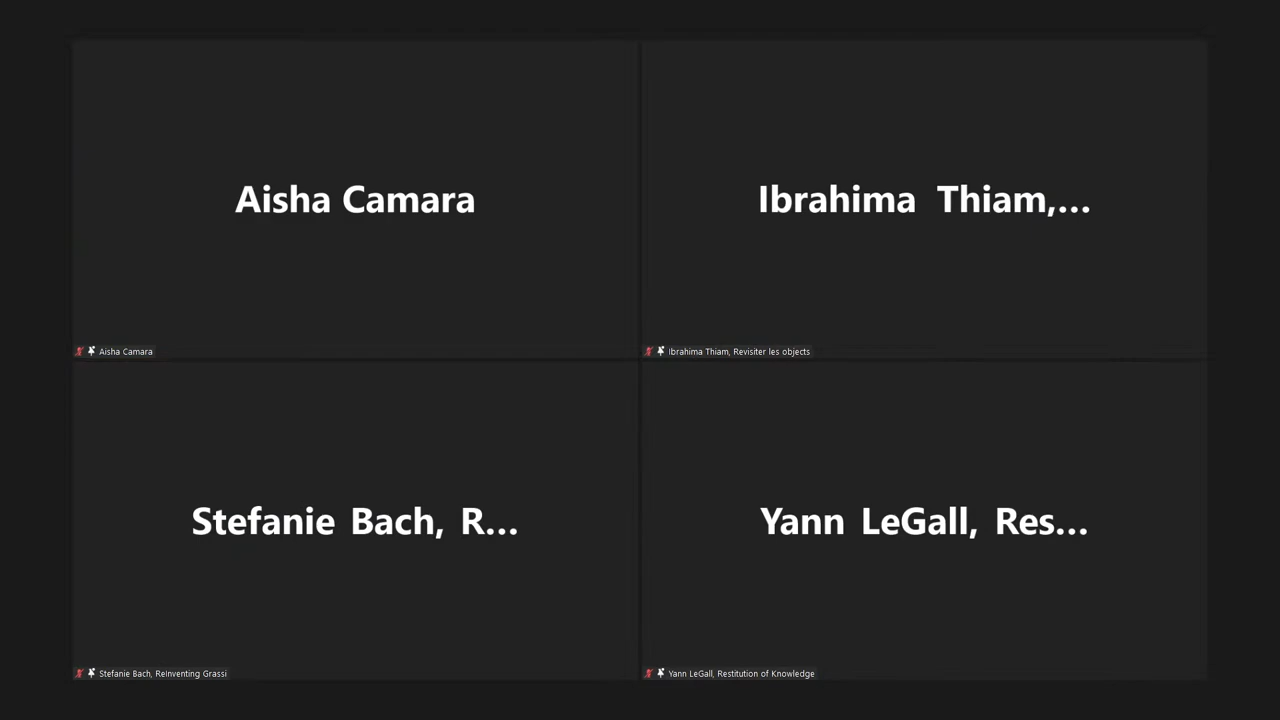 Aisha Camara
Ibrahima Thiam,...
Aisha Camara
Ibrahima Thiam, Revisiter les objects
Stefanie Bach, R...
Yann LeGall, Res...
Stefanie Bach, ReInventing Grassi
Yann LeGall, Restitution of Knowledge